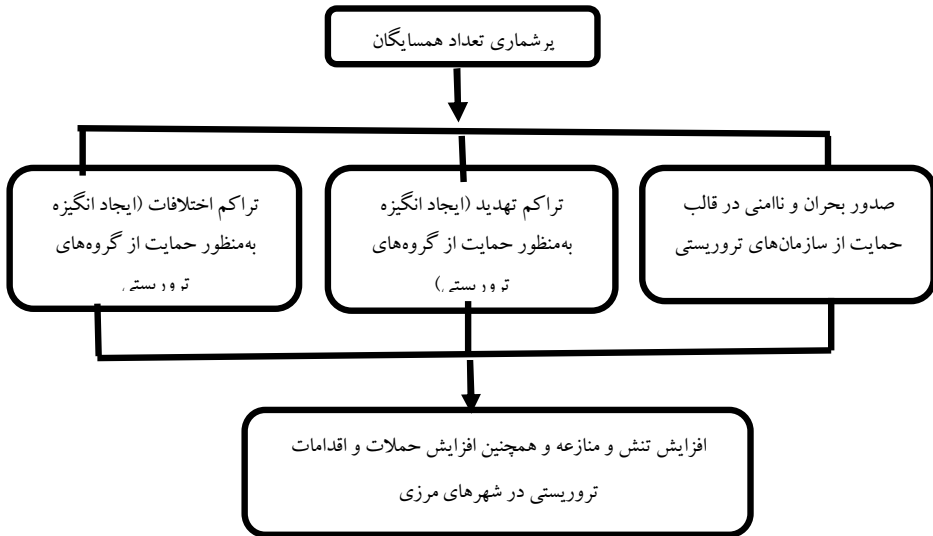 پرشماری تعداد همسایگان
صدور بحران و ناامنی در قالب
حمایت از سازمان‌های تروریستی
تراکم تهدید (ایجاد انگیزه
به‌منظور حمایت از گروه‌های
تروریستی)
تراکم اختلافات (ایجاد انگیزه
به‌منظور حمایت از گروه‌های
تروریستی
افزایش تنش و منازعه و همچنین افزایش حملات و اقدامات
تروریستی در شهرهای مرزی